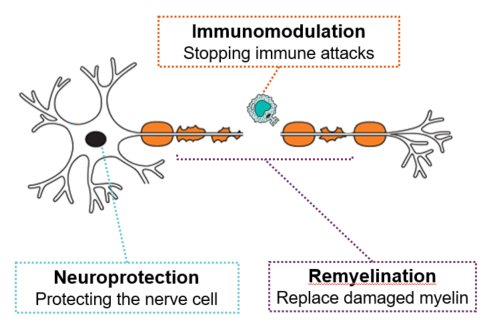 Immunomodulation
Stopping immune attacks
Neuroprotection
Protecting the nerve cell
Remyelination
Replace damaged myelin